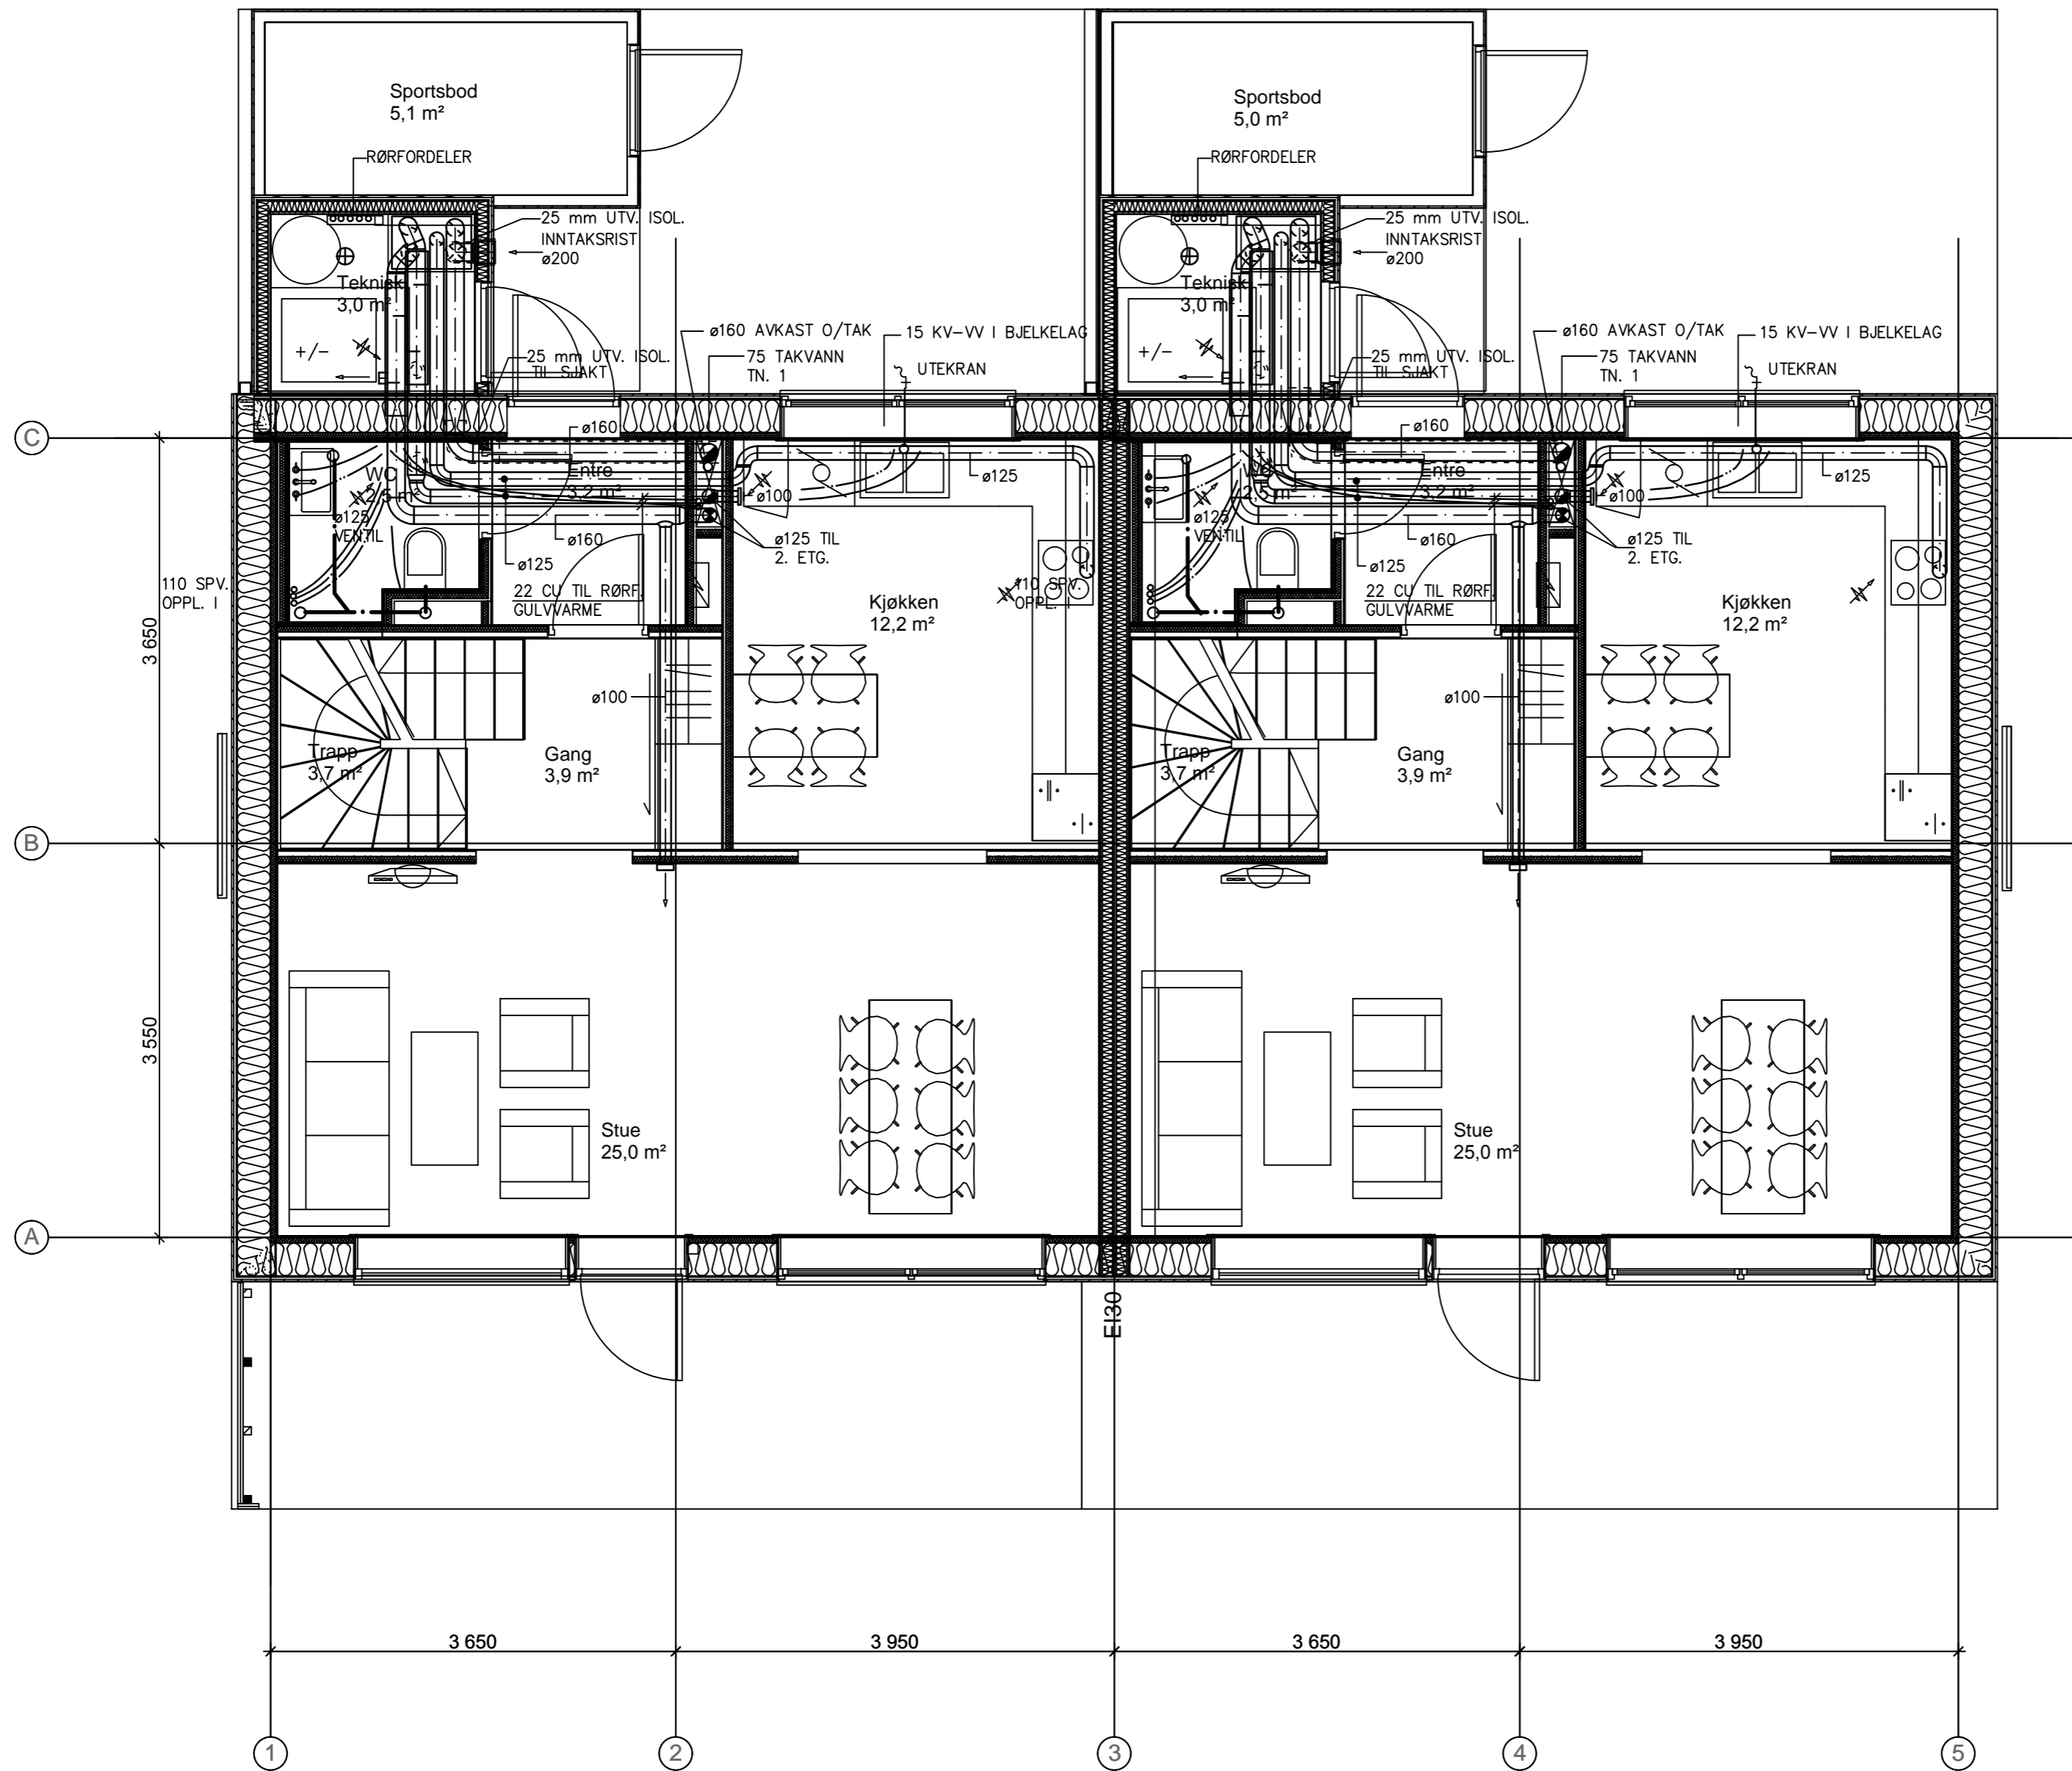 Sportsbod
5,1 m²
RØRFORDELER
25 mm UTV. ISOL.
INNTAKSRIST
ø200
Teknisk
3,0 m²
+/-
25 mm UTV. ISOL.
TIL SJAKT
ø160 AVKAST O/TAK
75 TAKVANN
TN. 1
15 KV-VV I BJELKELAG
UTEKRAN
Sportsbod
5,0 m²
RØRFORDELER
25 mm UTV. ISOL.
INNTAKSRIST
ø200
Teknisk
3,0 m²
+/-
25 mm UTV. ISOL.
TIL SJAKT
ø160 AVKAST O/TAK
75 TAKVANN
TN. 1
15 KV-VV I BJELKELAG
UTEKRAN
C
ø160
WC
2,5 m²
Entre
3,2 m²
ø125
VENTIL
ø100
ø125
ø160
ø125
ø125 TIL
2. ETG.
110 SPV.
OPPL. I
22 CU TIL RØRF.
GULVVARME
Kjøkken
12,2 m²
110 SPV.
OPPL. I
ø160
Entre
3,2 m²
ø125
VENTIL
ø100
ø125
ø160
ø125
ø125 TIL
2. ETG.
22 CU TIL RØRF.
GULVVARME
Kjøkken
12,2 m²
3 650
ø100
Trapp
3,7 m²
Gang
3,9 m²
ø100
Trapp
3,7 m²
Gang
3,9 m²
B
3 550
Stue
25,0 m²
Stue
25,0 m²
A
EI30
3 650
3 950
3 650
3 950
1
2
3
4
5